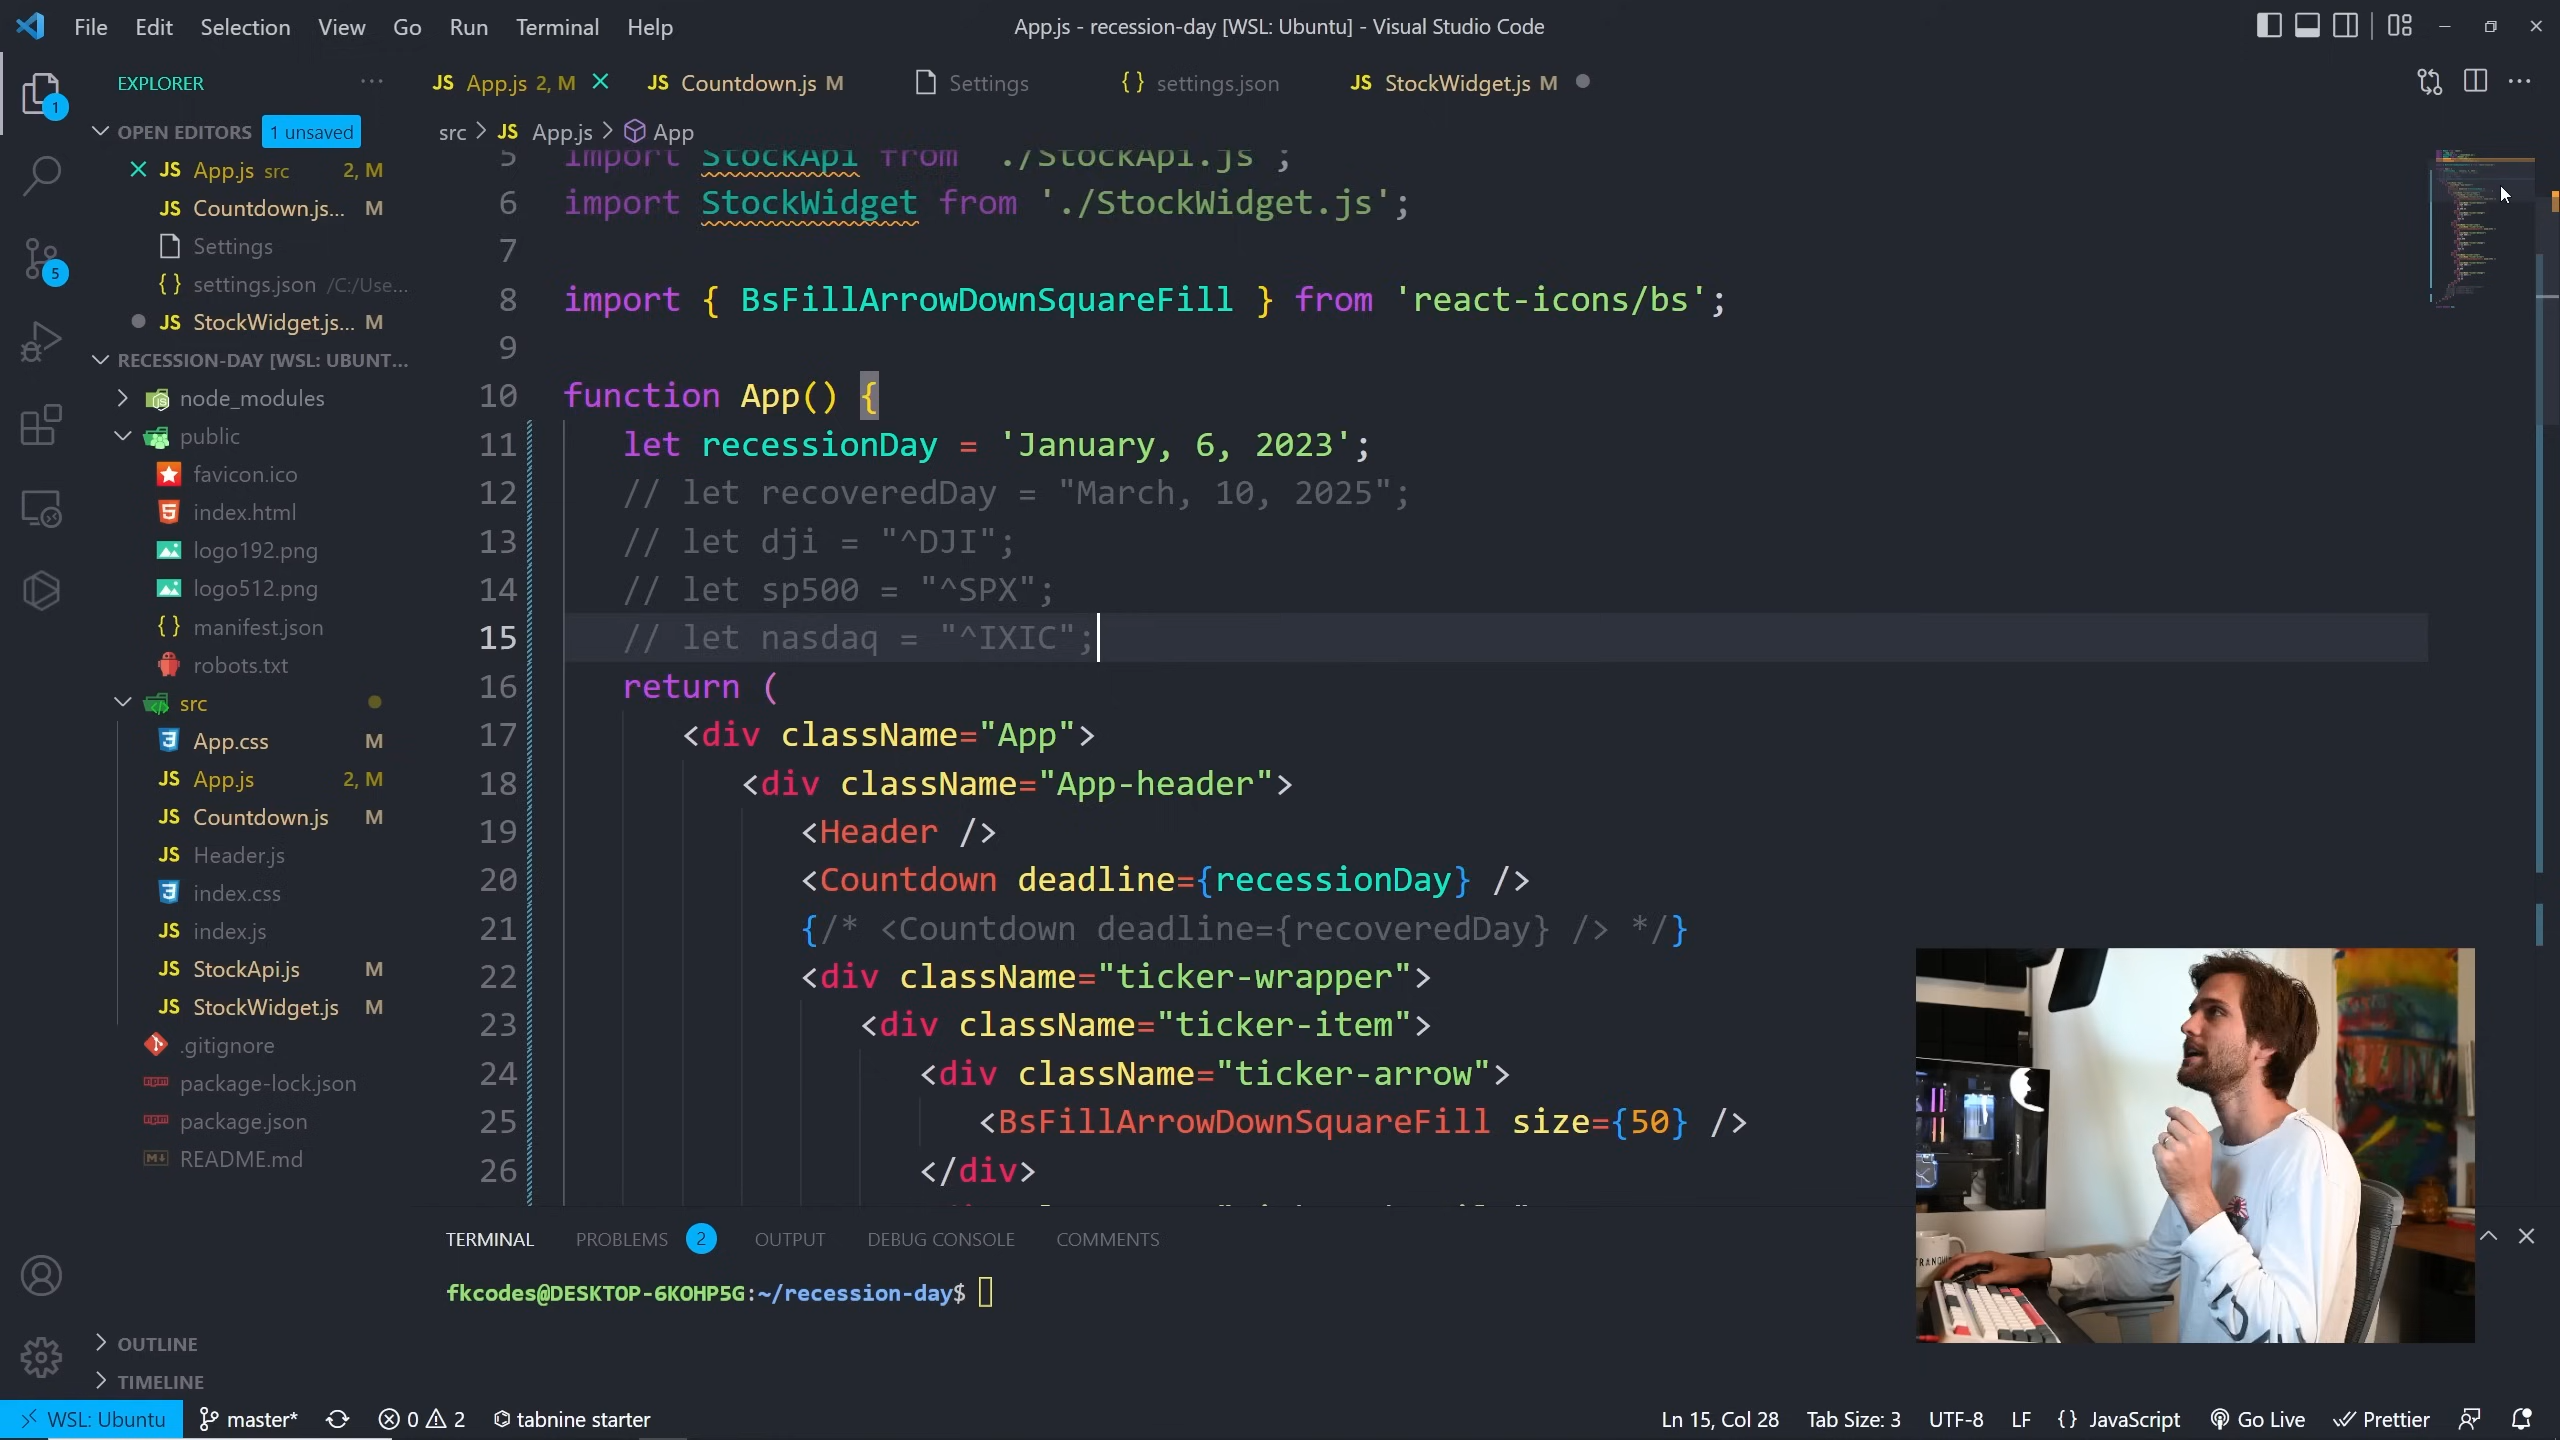 File Edit Selection View Go Run Terminal Help
App.js - recession-day [WSL: Ubuntu] - Visual Studio Code
EXPLORER
OPEN EDITORS 1 unsaved
App.js src 2, M
Countdown.js... M
Settings
settings.json /C:/Use...
StockWidget.js... M
RECESSION-DAY [WSL: UBUNT...
node_modules
public
favicon.ico
index.html
logo192.png
logo512.png
manifest.json
robots.txt
src
App.css M
App.js 2, M
Countdown.js M
Header.js
index.css
index.js
StockApi.js M
StockWidget.js M
.gitignore
package-lock.json
package.json
README.md
OUTLINE
TIMELINE
1
5
JS App.js 2, M JS Countdown.js M Settings {} settings.json JS StockWidget.js M
src > JS App.js > App
5 import StockApi from './StockApi.js';
6 import StockWidget from './StockWidget.js';
7
8 import { BsFillArrowDownSquareFill } from 'react-icons/bs';
9
10 function App() {
11 let recessionDay = 'January, 6, 2023';
12 // let recoveredDay = "March, 10, 2025";
13 // let dji = "^DJI";
14 // let sp500 = "^SPX";
15 // let nasdaq = "^IXIC";
16 return (
17 <div className="App">
18 <div className="App-header">
19 <Header />
20 <Countdown deadline={recessionDay} />
21 {/* <Countdown deadline={recoveredDay} /> */}
22 <div className="ticker-wrapper">
23 <div className="ticker-item">
24 <div className="ticker-arrow">
25 <BsFillArrowDownSquareFill size={50} />
26 </div>
TERMINAL PROBLEMS 2 OUTPUT DEBUG CONSOLE COMMENTS
fkcodes@DESKTOP-6KOHP5G:~/recession-day$
WSL: Ubuntu master* 0 2 tabnine starter
Ln 15, Col 28 Tab Size: 3 UTF-8 LF {} JavaScript Go Live Prettier